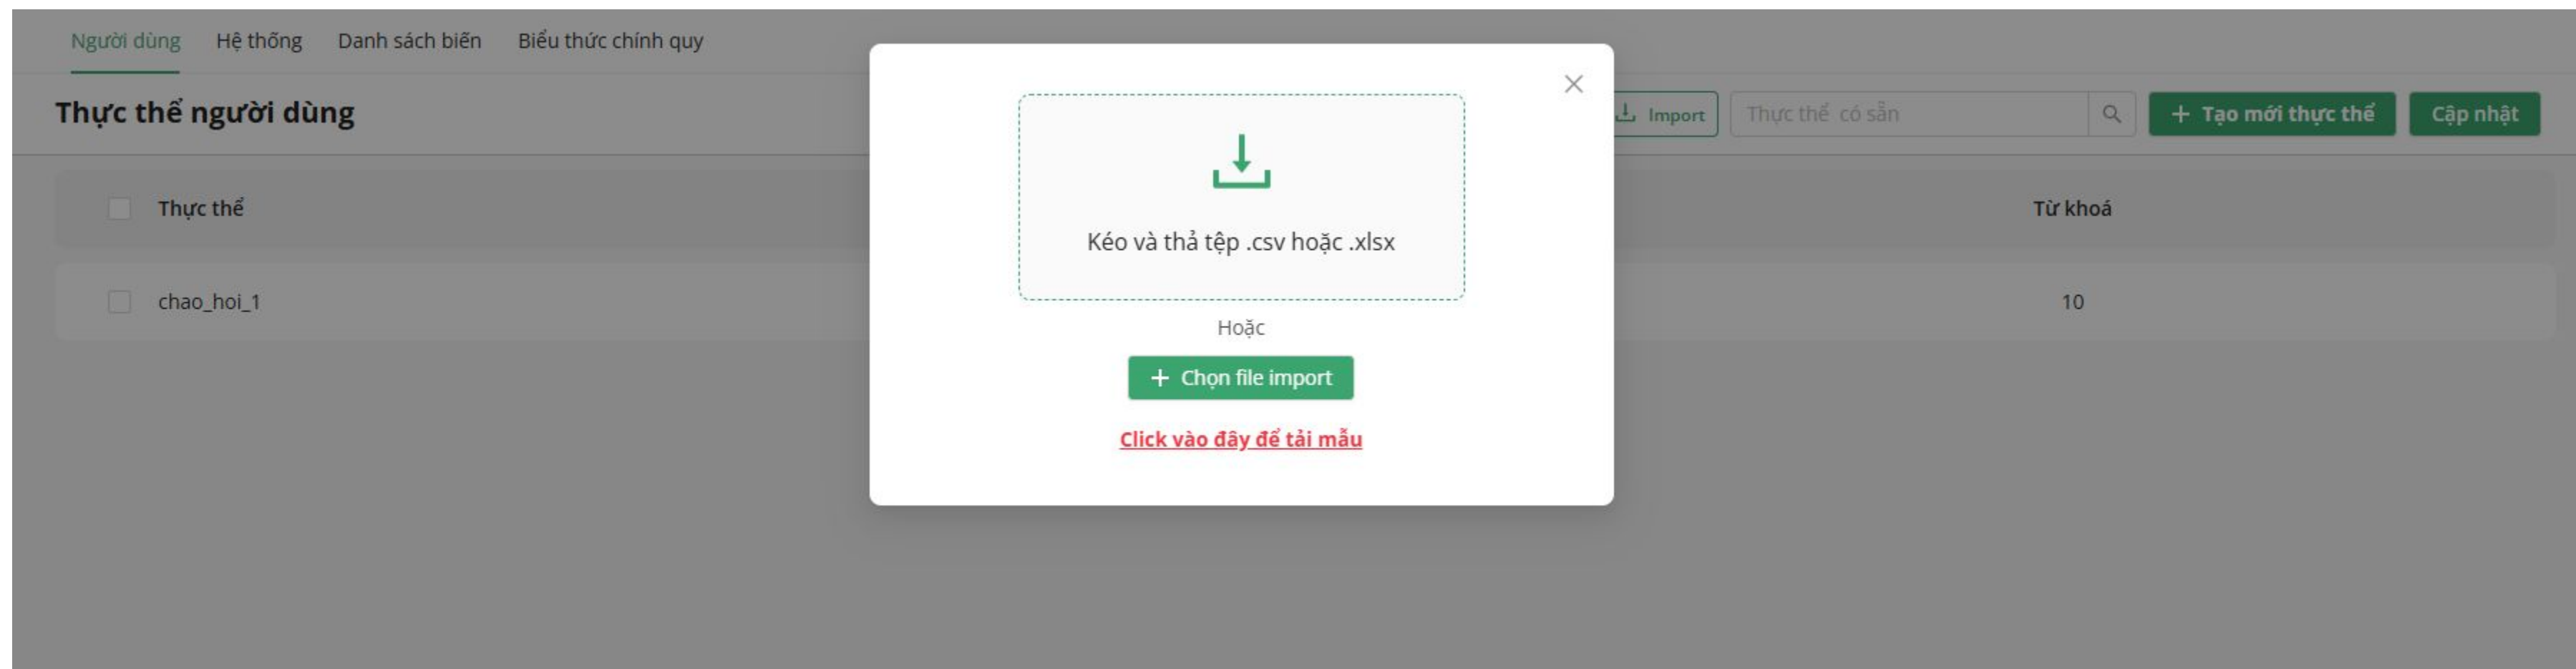 Người dùng Hệ thống Danh sách biến Biểu thức chính quy
Thực thể người dùng
Import Thực thể có sẵn + Tạo mới thực thể Cập nhật
Thực thể Từ khoá
chao_hoi_1 10
Kéo và thả tệp .csv hoặc .xlsx
Hoặc
+ Chọn file import
Click vào đây để tải mẫu